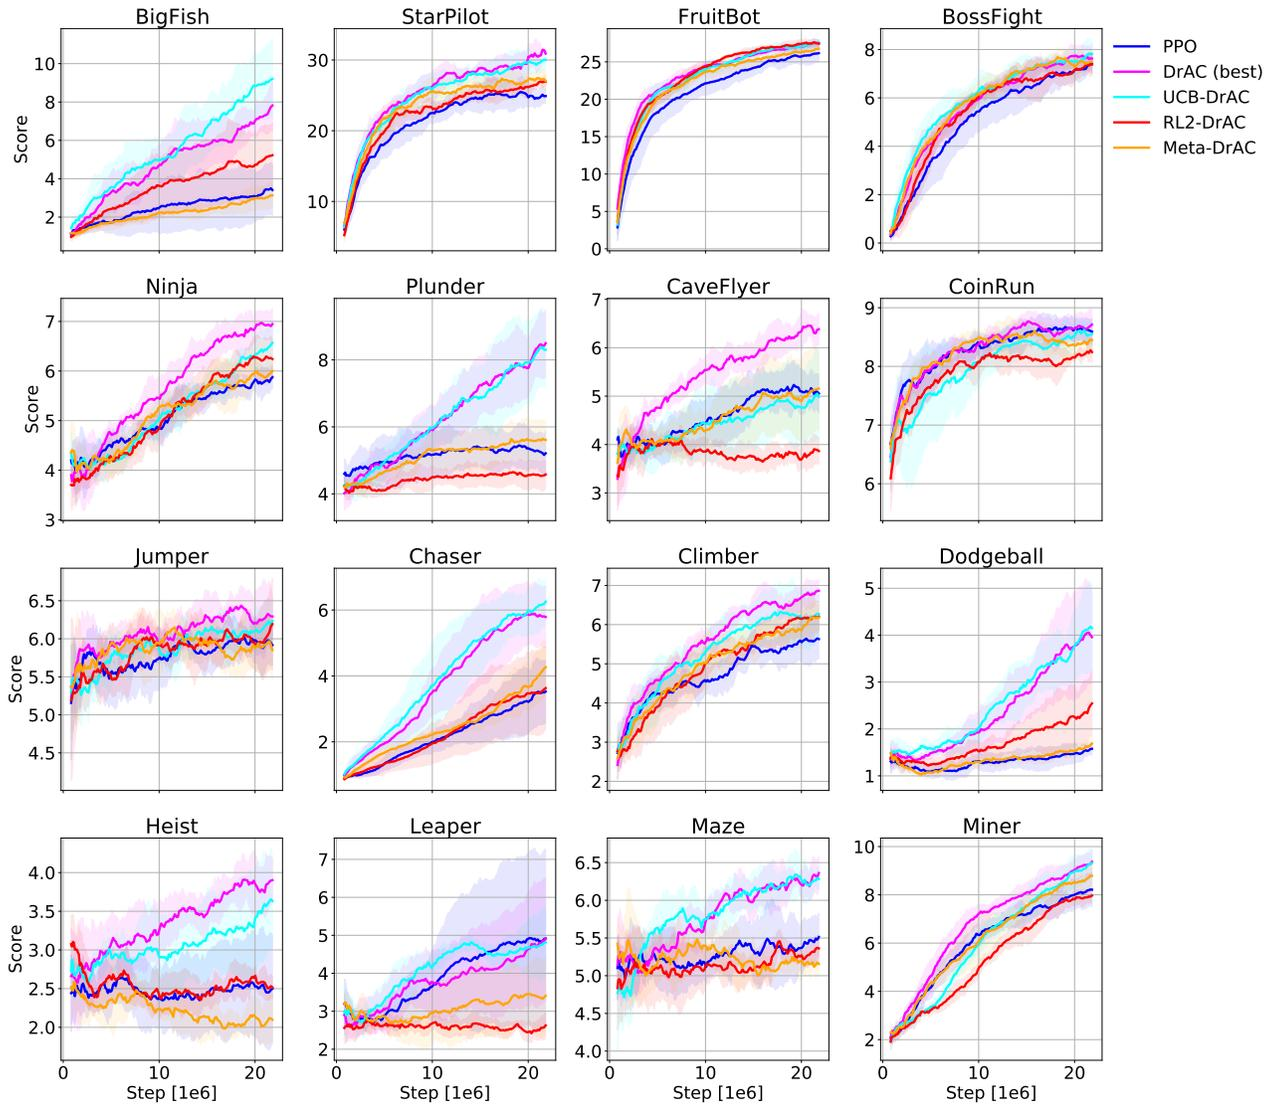 BigFish
StarPilot
FruitBot
BossFight
PPO
DrAC (best)
UCB-DrAC
RL2-DrAC
Meta-DrAC
Score
10
8
6
4
2
30
20
10
25
20
15
10
5
0
8
6
4
2
0
Ninja
Plunder
CaveFlyer
CoinRun
Score
7
6
5
4
3
8
6
4
7
6
5
4
3
9
8
7
6
Jumper
Chaser
Climber
Dodgeball
Score
6.5
6.0
5.5
5.0
4.5
6
4
2
7
6
5
4
3
2
5
4
3
2
1
Heist
Leaper
Maze
Miner
Score
4.0
3.5
3.0
2.5
2.0
7
6
5
4
3
2
6.5
6.0
5.5
5.0
4.5
4.0
10
8
6
4
2
0 10 20
0 10 20
0 10 20
0 10 20
Step [1e6]
Step [1e6]
Step [1e6]
Step [1e6]